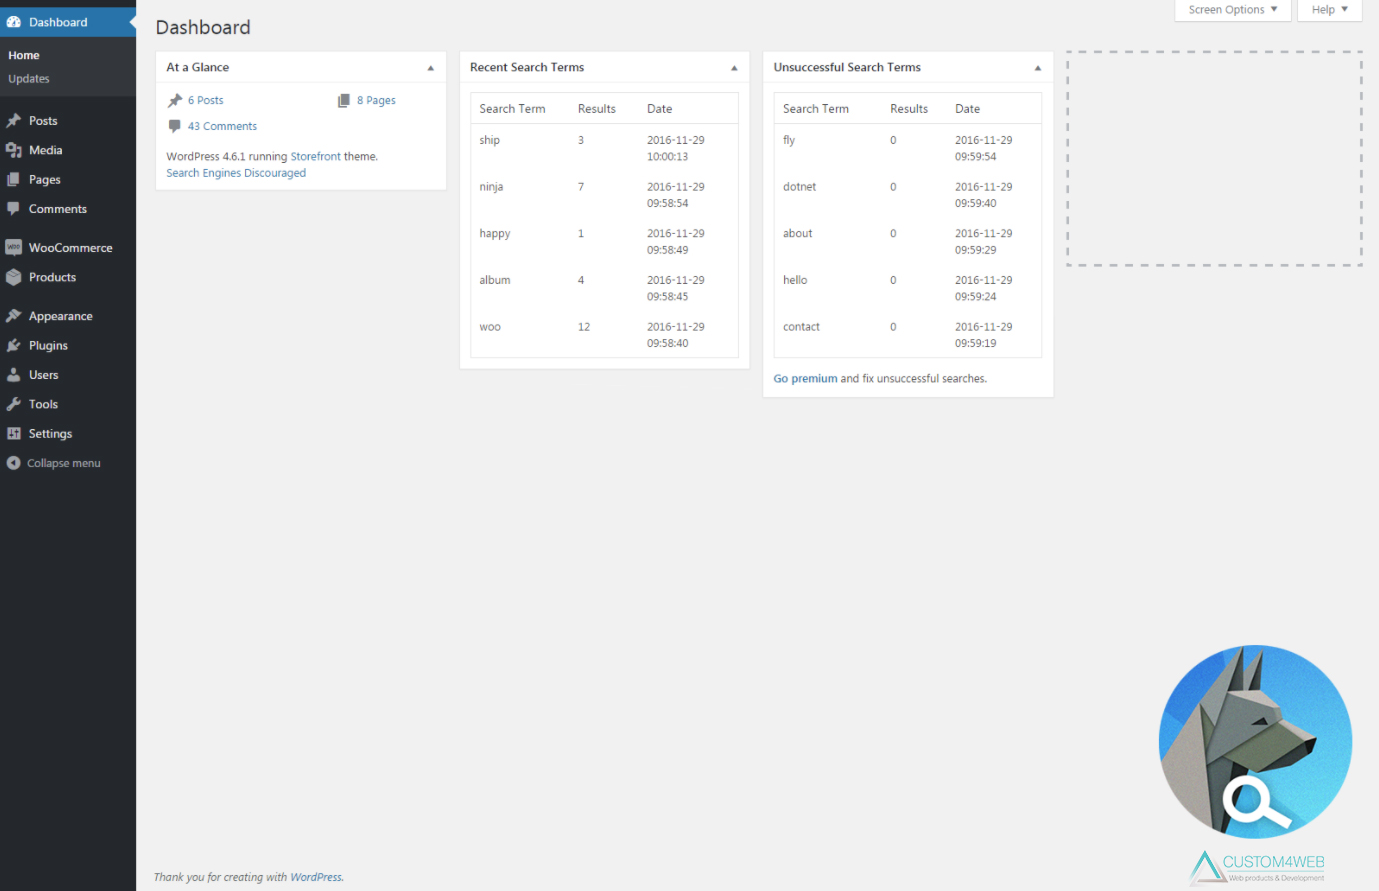 Screen Options
Help
Dashboard
Home
Updates
Posts
Media
Pages
Comments
WooCommerce
Products
Appearance
Plugins
Users
Tools
Settings
Collapse menu
Dashboard
At a Glance
6 Posts
8 Pages
43 Comments
WordPress 4.6.1 running Storefront theme.
Search Engines Discouraged
Recent Search Terms
Search Term Results Date
ship 3 2016-11-29
10:00:13
ninja 7 2016-11-29
09:58:54
happy 1 2016-11-29
09:58:49
album 4 2016-11-29
09:58:45
woo 12 2016-11-29
09:58:40
Unsuccessful Search Terms
Search Term Results Date
fly 0 2016-11-29
09:59:54
dotnet 0 2016-11-29
09:59:40
about 0 2016-11-29
09:59:29
hello 0 2016-11-29
09:59:24
contact 0 2016-11-29
09:59:19
Go premium and fix unsuccessful searches.
CUSTOM4WEB
Web products & Development
Thank you for creating with WordPress.